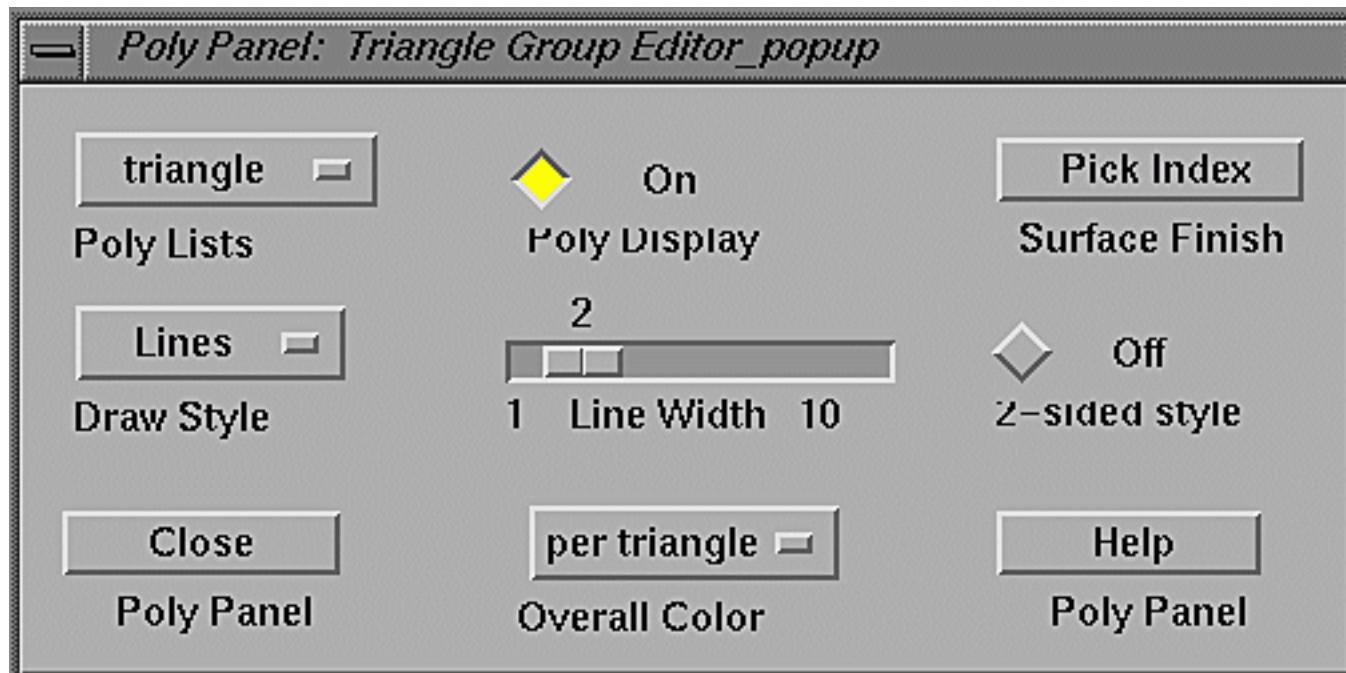 Poly Panel: Triangle Group Editor_popup
triangle
On
Pick Index
Poly Lists
Poly Display
Surface Finish
Lines
2
Off
Draw Style
1 Line Width 10
2-sided style
Close
per triangle
Help
Poly Panel
Overall Color
Poly Panel